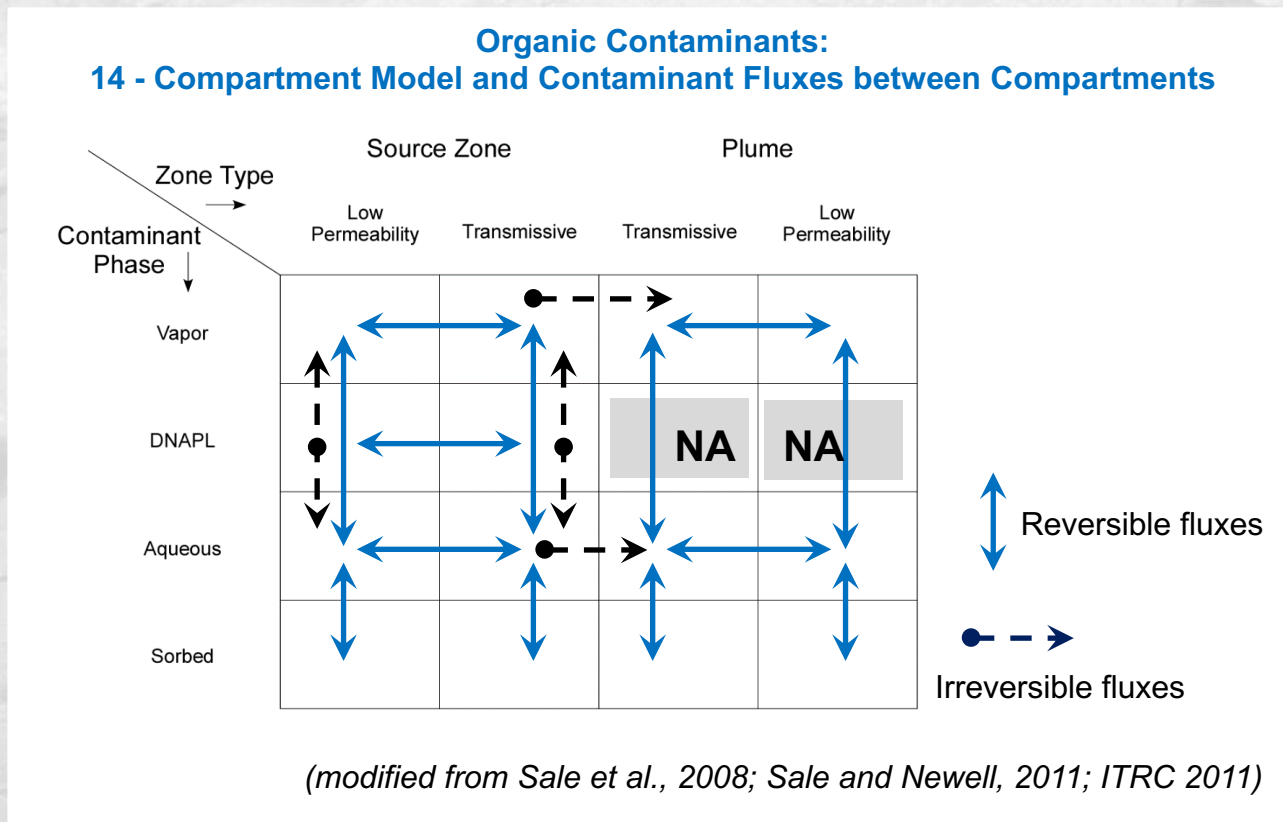 Organic Contaminants:
14 - Compartment Model and Contaminant Fluxes between Compartments
Source Zone
Plume
Zone Type
Contaminant
Phase
Low
Permeability
Transmissive
Transmissive
Low
Permeability
Vapor
DNAPL
NA
NA
Aqueous
Sorbed
Reversible fluxes
Irreversible fluxes
(modified from Sale et al., 2008; Sale and Newell, 2011; ITRC 2011)